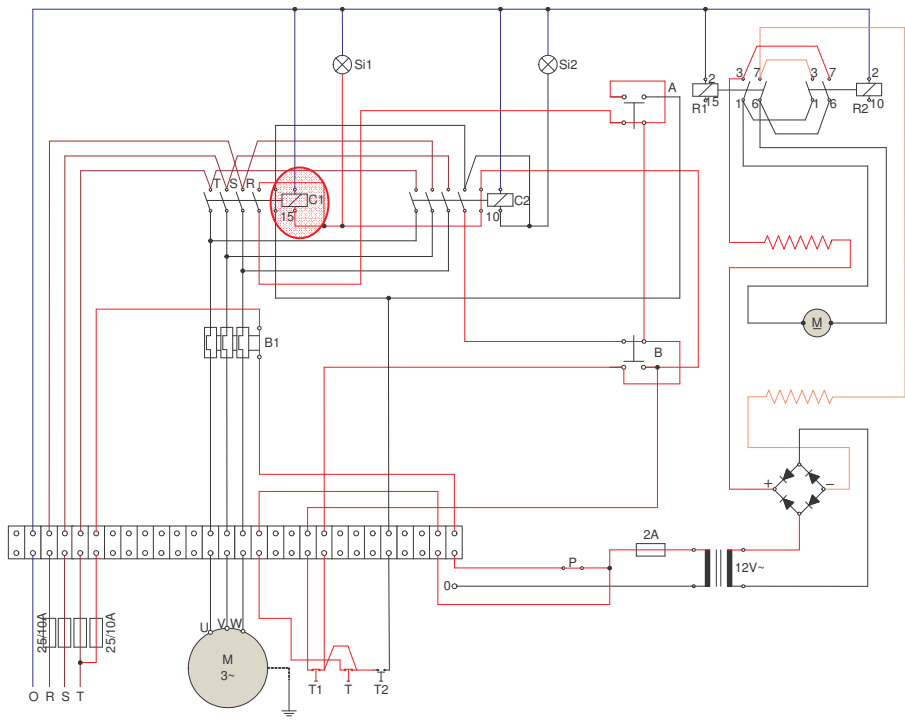 Si1
Si2
A
3 7
3 7
2
2
R1
15
1 6
1 6
R2
10
T S R
C1
15
C2
10
M
B1
B
+
−
2A
P
12V~
0
25/10A
25/10A
U V W
M
3~
T1 T T2
O R S T